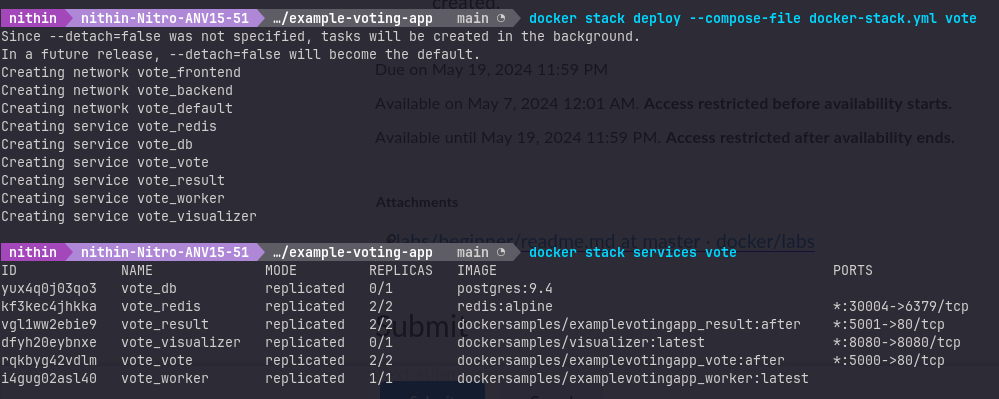 nithin nithin-Nitro-ANV15-51 …/example-voting-app main docker stack deploy --compose-file docker-stack.yml vote
Since --detach=false was not specified, tasks will be created in the background.
In a future release, --detach=false will become the default.
Creating network vote_frontend
Creating network vote_backend
Creating network vote_default
Creating service vote_redis
Creating service vote_db
Creating service vote_vote
Creating service vote_result
Creating service vote_worker
Creating service vote_visualizer
created.
Due on May 19, 2024 11:59 PM
Available on May 7, 2024 12:01 AM. Access restricted before availability starts.
Available until May 19, 2024 11:59 PM. Access restricted after availability ends.
Attachments
labs/beginner/readme.md at master · docker/labs
nithin nithin-Nitro-ANV15-51 …/example-voting-app main docker stack services vote
ID NAME MODE REPLICAS IMAGE PORTS
yux4q0j03qo3 vote_db replicated 0/1 postgres:9.4
kf3kec4jhkka vote_redis replicated 2/2 redis:alpine *:30004->6379/tcp
vgl1ww2ebie9 vote_result replicated 2/2 dockersamples/examplevotingapp_result:after *:5001->80/tcp
dfyh20eybnxe vote_visualizer replicated 0/1 dockersamples/visualizer:latest *:8080->8080/tcp
rqkbyg42vdlm vote_vote replicated 2/2 dockersamples/examplevotingapp_vote:after *:5000->80/tcp
i4gug02asl40 vote_worker replicated 1/1 dockersamples/examplevotingapp_worker:latest
Submit